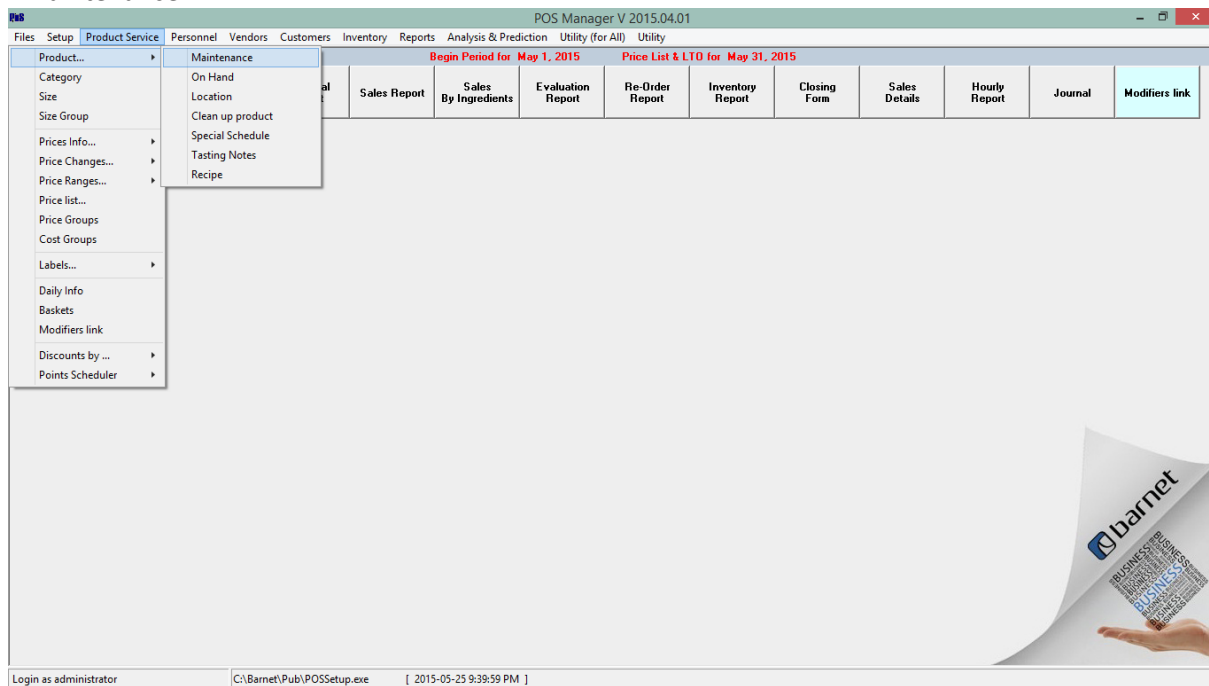 POS Manager V 2015.04.01
Files Setup Product Service Personnel Vendors Customers Inventory Reports Analysis & Prediction Utility (for All) Utility
Begin Period for May 1, 2015 Price List & LTO for May 31, 2015
Product...
Category
Size
Size Group
Prices Info...
Price Changes...
Price Ranges...
Price list...
Price Groups
Cost Groups
Labels...
Daily Info
Baskets
Modifiers link
Discounts by ...
Points Scheduler
Maintenance
On Hand
Location
Clean up product
Special Schedule
Tasting Notes
Recipe
Sales Report
Sales
By Ingredients
Evaluation
Report
Re-Order
Report
Inventory
Report
Closing
Form
Sales
Details
Hourly
Report
Journal
Modifiers link
barnet
BUSINESS
BUSINESS
BUSINESS
BUSINESS
Login as administrator C:\Barnet\Pub\POSSetup.exe [ 2015-05-25 9:39:59 PM ]